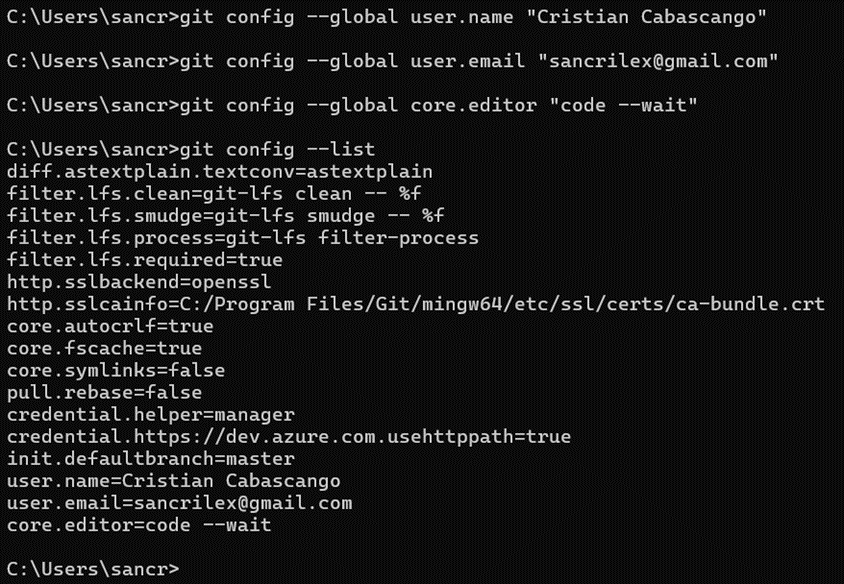 C:\Users\sancr>git config --global user.name "Cristian Cabascango"
C:\Users\sancr>git config --global user.email "sancrilex@gmail.com"
C:\Users\sancr>git config --global core.editor "code --wait"
C:\Users\sancr>git config --list
diff.astextplain.textconv=astextplain
filter.lfs.clean=git-lfs clean -- %f
filter.lfs.smudge=git-lfs smudge -- %f
filter.lfs.process=git-lfs filter-process
filter.lfs.required=true
http.sslbackend=openssl
http.sslcainfo=C:/Program Files/Git/mingw64/etc/ssl/certs/ca-bundle.crt
core.autocrlf=true
core.fscache=true
core.symlinks=false
pull.rebase=false
credential.helper=manager
credential.https://dev.azure.com.usehttppath=true
init.defaultbranch=master
user.name=Cristian Cabascango
user.email=sancrilex@gmail.com
core.editor=code --wait
C:\Users\sancr>